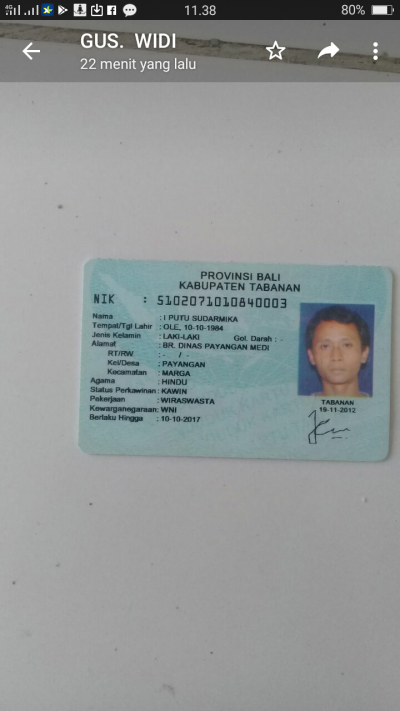 4G
11.38
80%
GUS. WIDI
22 menit yang lalu
PROVINSI BALI
KABUPATEN TABANAN
NIK : 5102071010840003
Nama : I PUTU SUDARMIKA
Tempat/Tgl Lahir : OLE, 10-10-1984
Jenis Kelamin : LAKI-LAKI Gol. Darah : -
Alamat : BR. DINAS PAYANGAN MEDI
RT/RW : - / -
Kel/Desa : PAYANGAN
Kecamatan : MARGA
Agama : HINDU
Status Perkawinan: KAWIN
Pekerjaan : WIRASWASTA
Kewarganegaraan: WNI
Berlaku Hingga : 10-10-2017
TABANAN
19-11-2012